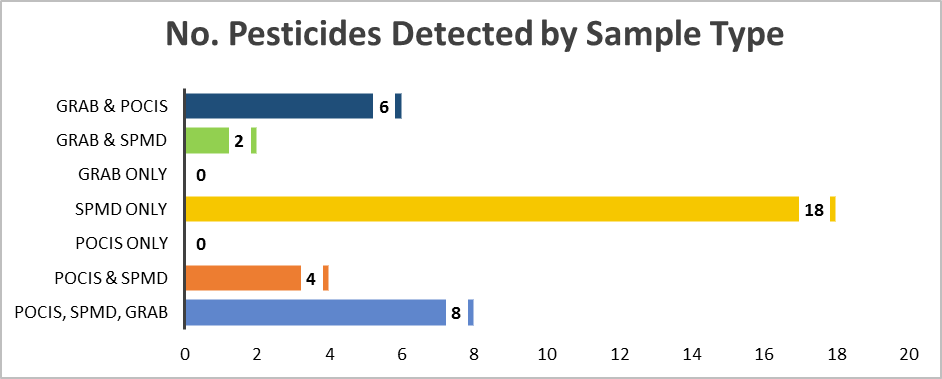 No. Pesticides Detected by Sample Type
GRAB & POCIS 6
GRAB & SPMD 2
GRAB ONLY 0
SPMD ONLY 18
POCIS ONLY 0
POCIS & SPMD 4
POCIS, SPMD, GRAB 8
0 2 4 6 8 10 12 14 16 18 20